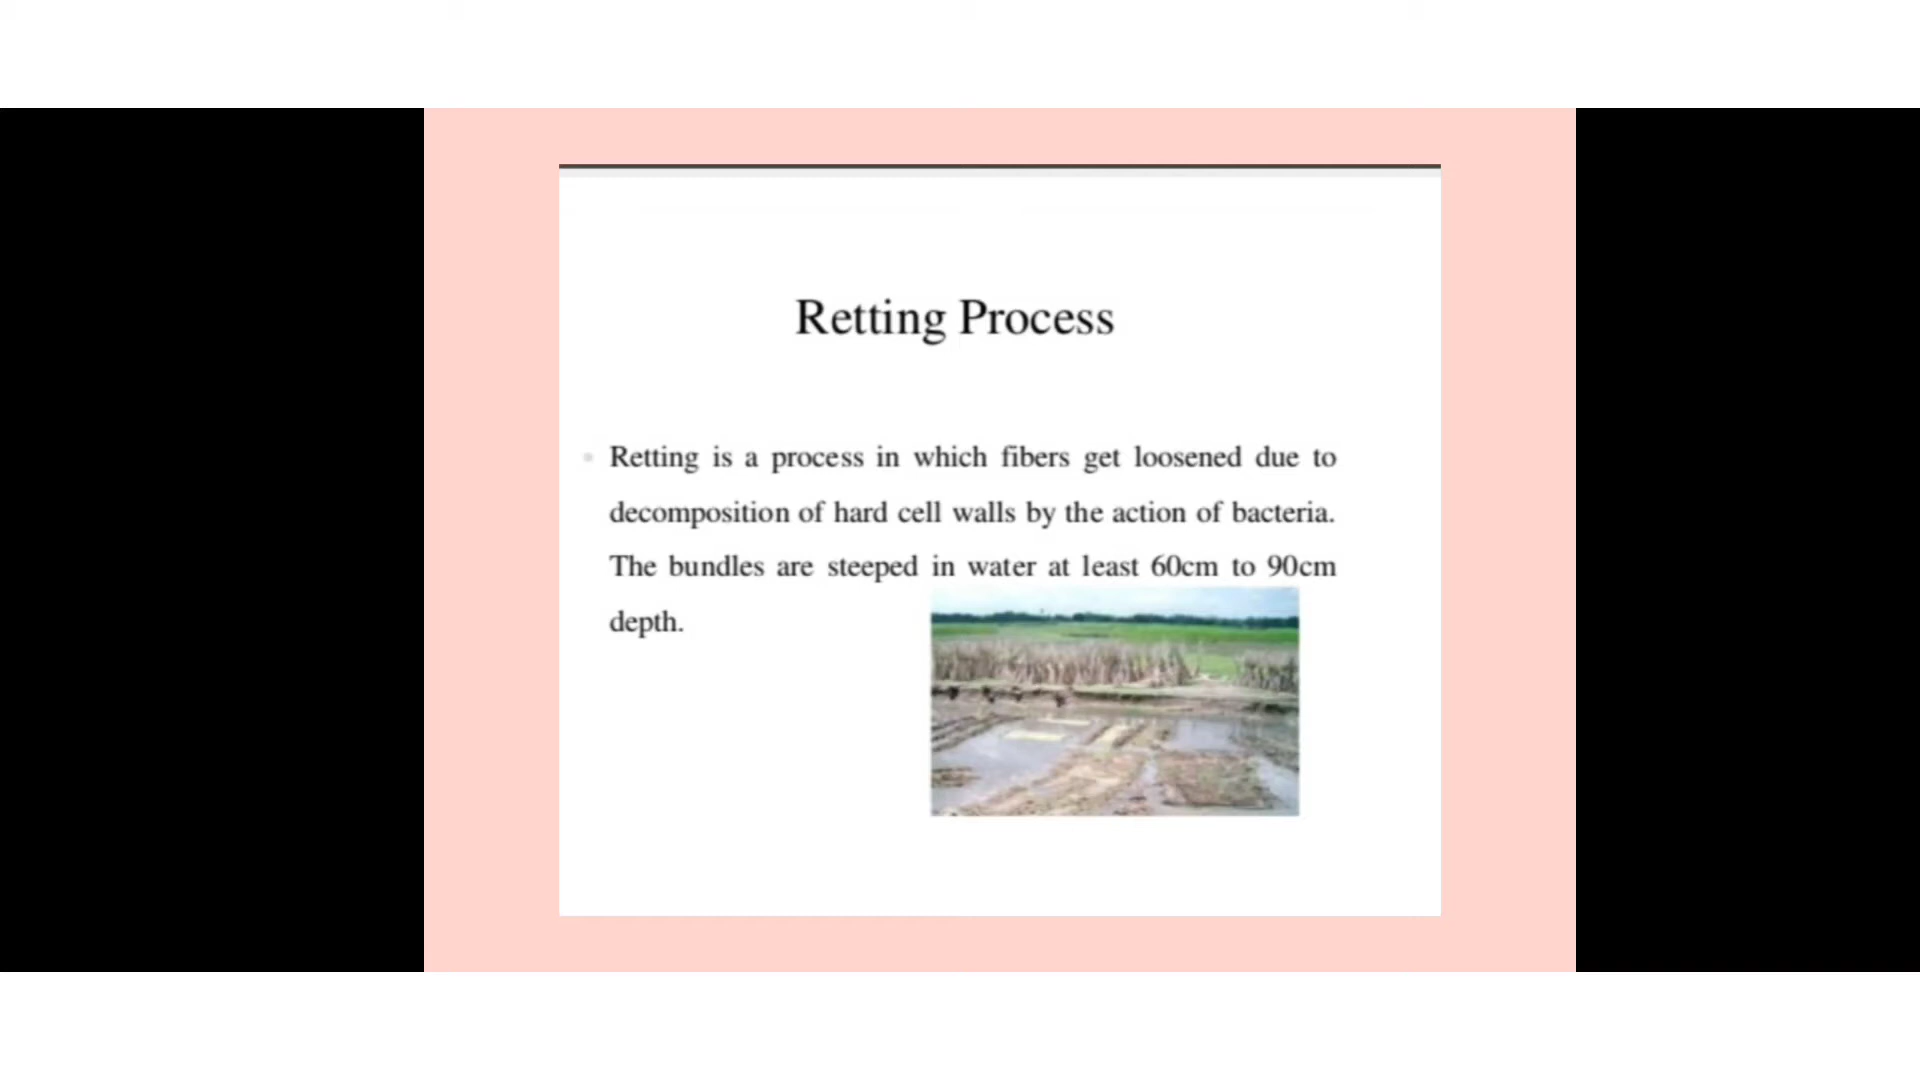 Retting Process
Retting is a process in which fibers get loosened due to
decomposition of hard cell walls by the action of bacteria.
The bundles are steeped in water at least 60cm to 90cm
depth.